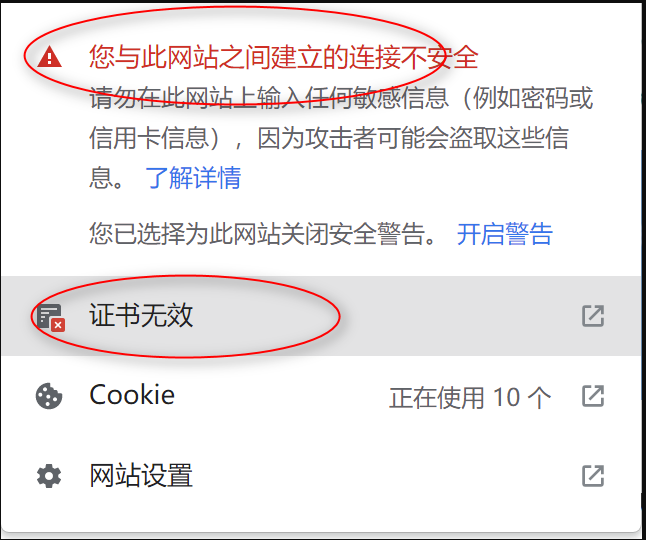 您与此网站之间建立的连接不安全
请勿在此网站上输入任何敏感信息（例如密码或
信用卡信息），因为攻击者可能会盗取这些信
息。 了解详情
您已选择为此网站关闭安全警告。 开启警告
证书无效
Cookie 正在使用 10 个
网站设置